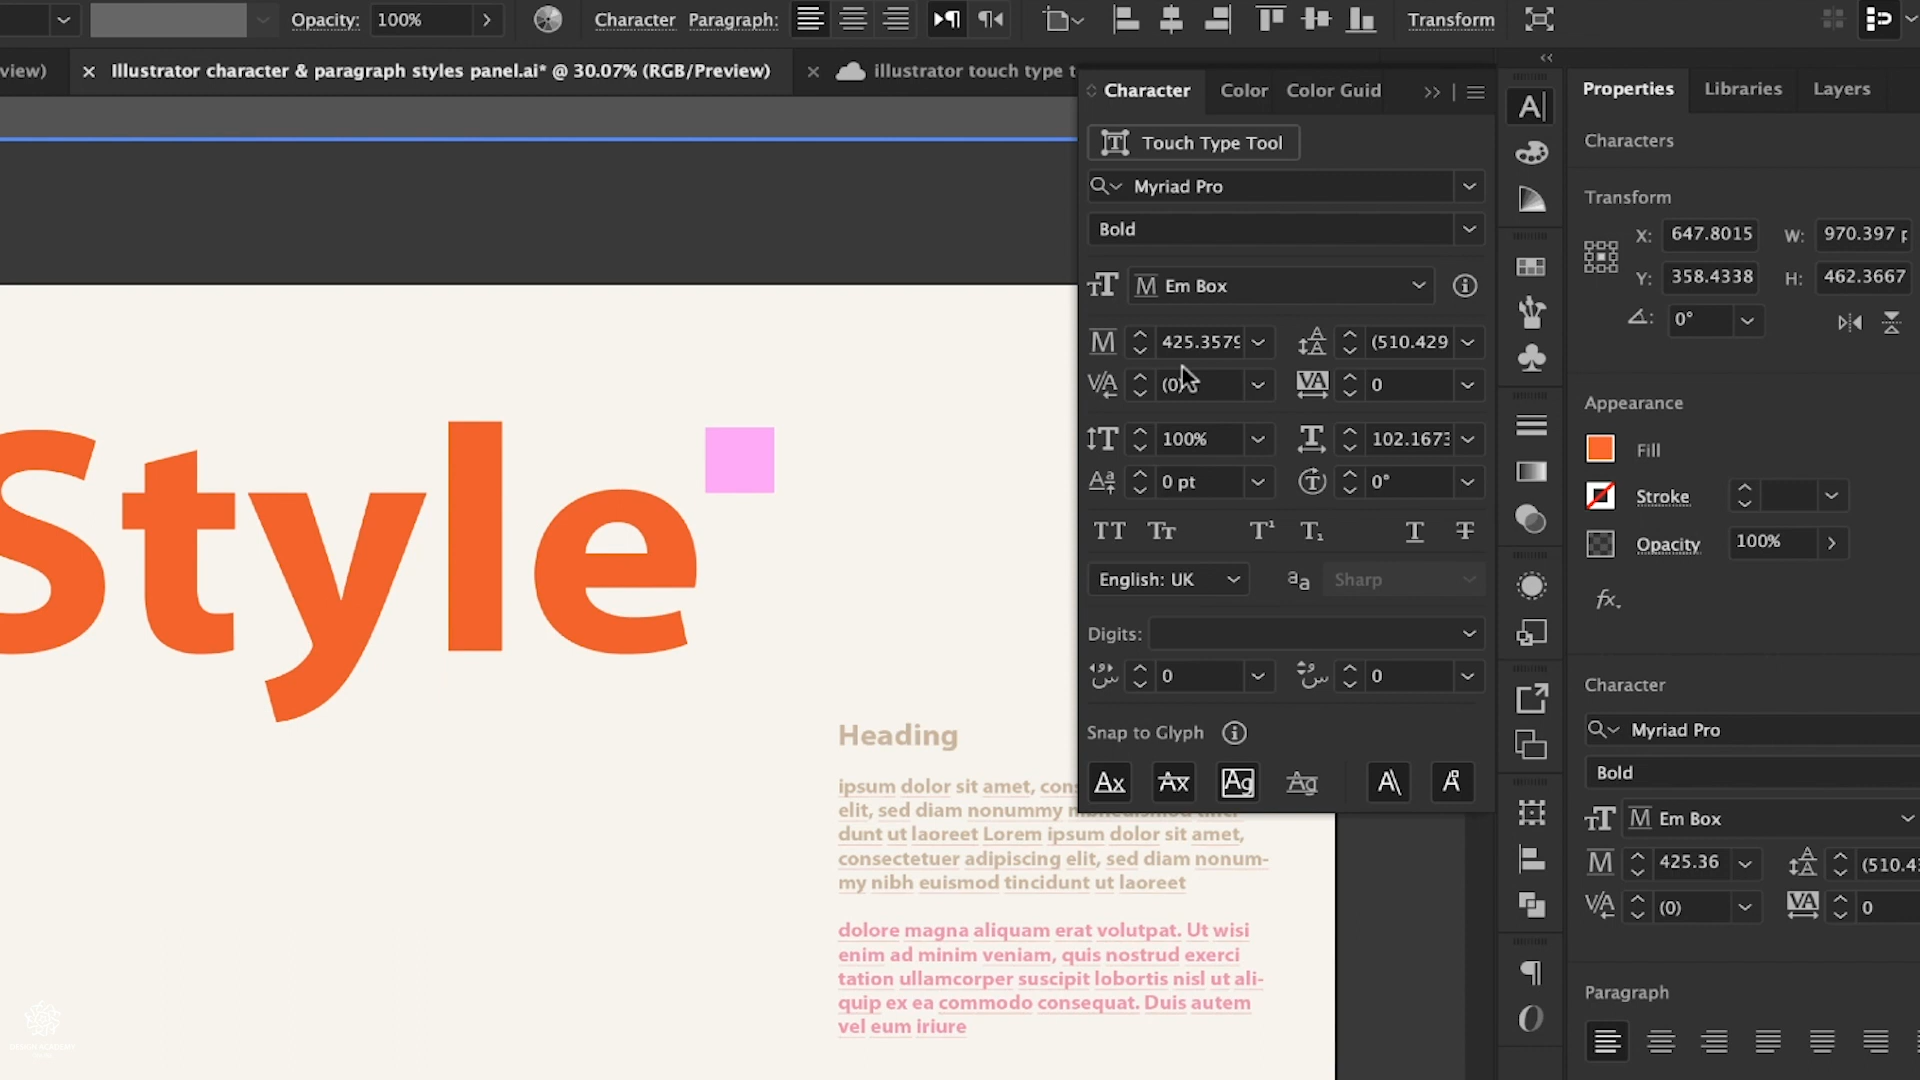 Opacity: 100% Character Paragraph: Transform
view) × Illustrator character & paragraph styles panel.ai* @ 30.07% (RGB/Preview) × illustrator touch type t
Character Color Color Guid
Touch Type Tool
Myriad Pro
Bold
Em Box
425.3579 (510.429
(0) 0
100% 102.1673
0 pt 0°
English: UK Sharp
Digits:
0 0
Snap to Glyph
Properties Libraries Layers
Characters
Transform
X: 647.8015 W: 970.397 p
Y: 358.4338 H: 462.3667
0°
Appearance
Fill
Stroke
Opacity 100%
fx.
Character
Myriad Pro
Bold
Em Box
425.36 (510.43
(0) 0
Paragraph
Style
Heading
ipsum dolor sit amet, cons
elit, sed diam nonummy
dunt ut laoreet Lorem ipsum dolor sit amet,
consectetuer adipiscing elit, sed diam nonum-
my nibh euismod tincidunt ut laoreet
dolore magna aliquam erat volutpat. Ut wisi
enim ad minim veniam, quis nostrud exerci
tation ullamcorper suscipit lobortis nisl ut ali-
quip ex ea commodo consequat. Duis autem
vel eum iriure